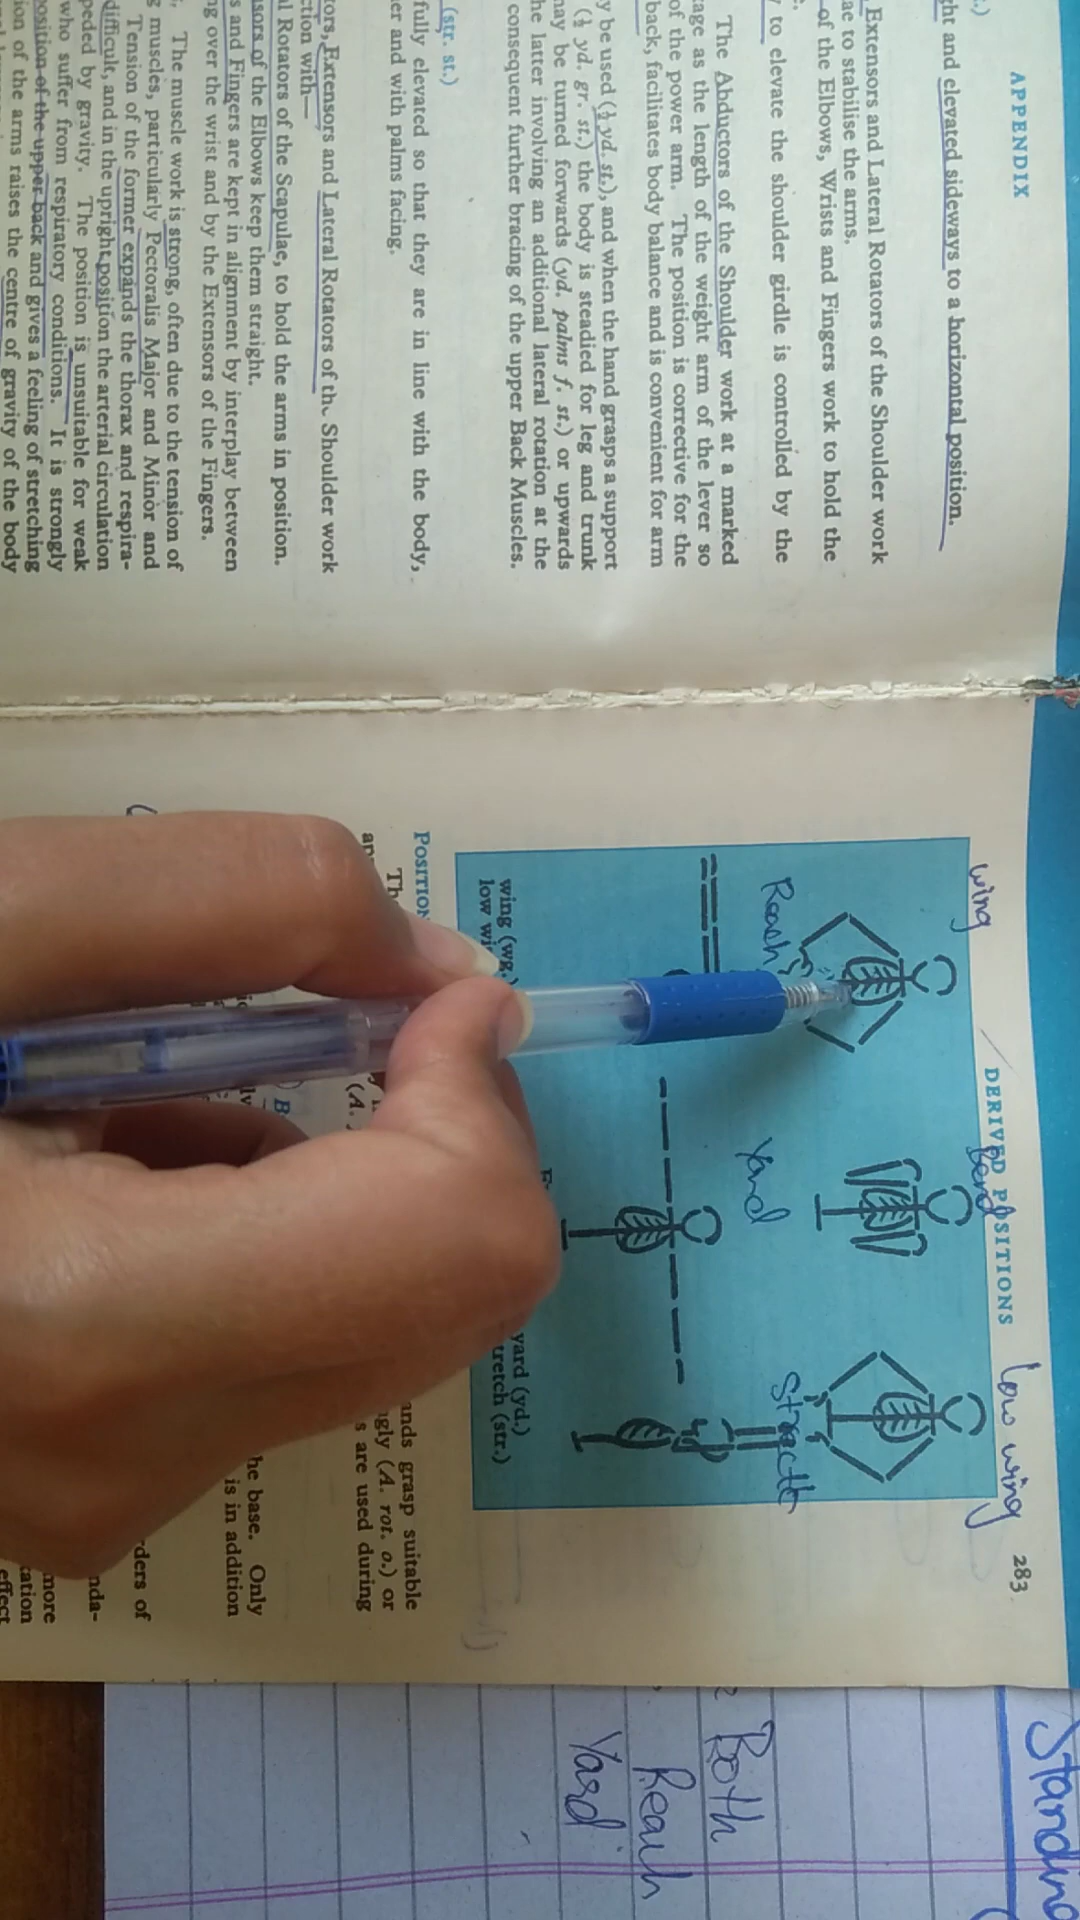 APPENDIX
ght and elevated sideways to a horizontal position.
Extensors and Lateral Rotators of the Shoulder work
ae to stabilise the arms.
of the Elbows, Wrists and Fingers work to hold the
to elevate the shoulder girdle is controlled by the
The Abductors of the Shoulder work at a marked
tage as the length of the weight arm of the lever so
of the power arm. The position is corrective for the
back, facilitates body balance and is convenient for arm
y be used (½ yd. st.), and when the hand grasps a support
(½ yd. gr. st.) the body is steadied for leg and trunk
may be turned forwards (yd. palms f. st.) or upwards
he latter involving an additional lateral rotation at the
consequent further bracing of the upper Back Muscles.
(str. st.)
fully elevated so that they are in line with the body,
er and with palms facing.
tors, Extensors and Lateral Rotators of the Shoulder work
ction with—
al Rotators of the Scapulae, to hold the arms in position.
sors of the Elbows keep them straight.
s and Fingers are kept in alignment by interplay between
ng over the wrist and by the Extensors of the Fingers.
The muscle work is strong, often due to the tension of
g muscles, particularly Pectoralis Major and Minor and
Tension of the former expands the thorax and respira-
difficult, and in the upright position the arterial circulation
peded by gravity. The position is unsuitable for weak
who suffer from respiratory conditions. It is strongly
position of the upper back and gives a feeling of stretching
ion of the arms raises the centre of gravity of the body
DERIVED POSITIONS 283
wing
Bend
Low wing
Reach
Yard
Stretch
wing (wg.)
low wi
yard (yd.)
tretch (str.)
POSITION
Th
ands grasp suitable
ngly (A. rot. o.) or
(A.
s are used during
B
he base. Only
is in addition
rders of
nda-
more
cation
effect
Standing
Both
Reach
Yard